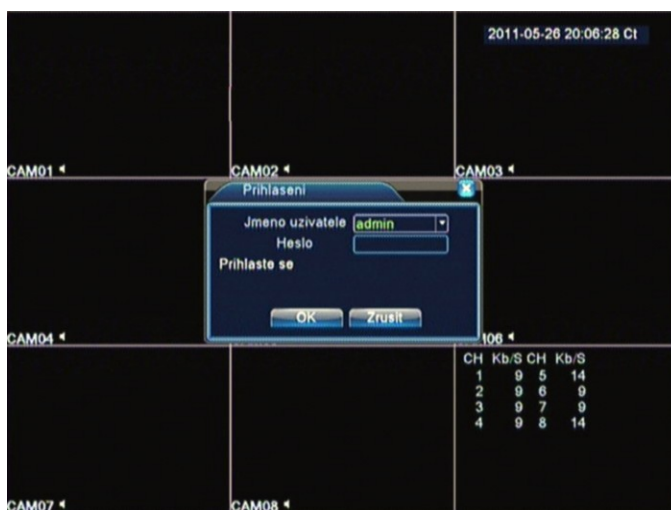 2011-05-26 20:06:28 Ct
CAM01
CAM02
CAM03
Prihlaseni
Jmeno uzivatele admin
Heslo
Prihlaste se
OK Zrusit
CAM04
CH Kb/S CH Kb/S
1 9 5 14
2 9 6 9
3 9 7 9
4 9 8 14
CAM07
CAM08